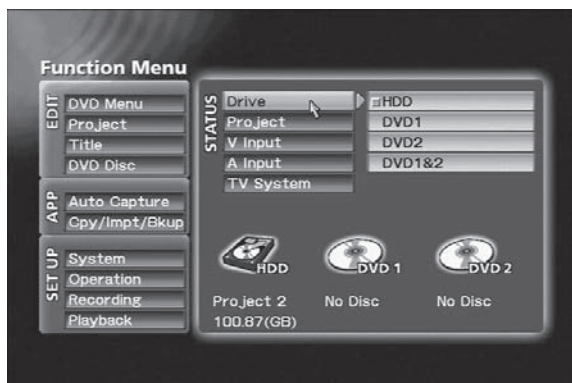 Function Menu
EDIT
DVD Menu
Project
Title
DVD Disc
APP
Auto Capture
Cpy/Impt/Bkup
SET UP
System
Operation
Recording
Playback
STATUS
Drive
Project
V Input
A Input
TV System
HDD
DVD1
DVD2
DVD1&2
HDD
DVD 1
DVD 2
Project 2
No Disc
No Disc
100.87(GB)